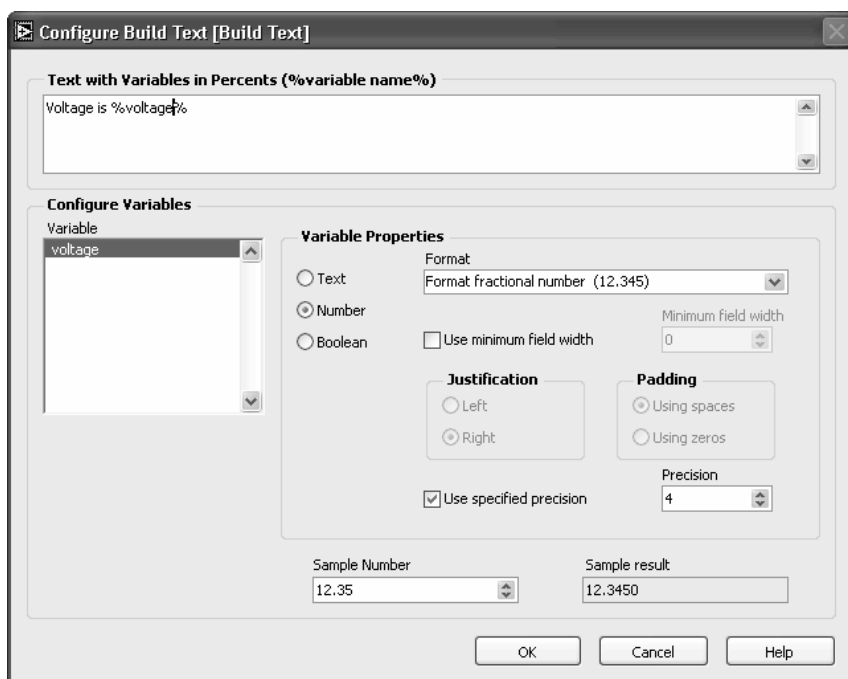 Configure Build Text [Build Text]
Text with Variables in Percents (%variable name%)
Voltage is %voltage%
Configure Variables
Variable
voltage
Variable Properties
Text
Number
Boolean
Format
Format fractional number (12.345)
Use minimum field width
Minimum field width
0
Justification
Left
Right
Padding
Using spaces
Using zeros
Use specified precision
Precision
4
Sample Number
12.35
Sample result
12.3450
OK
Cancel
Help